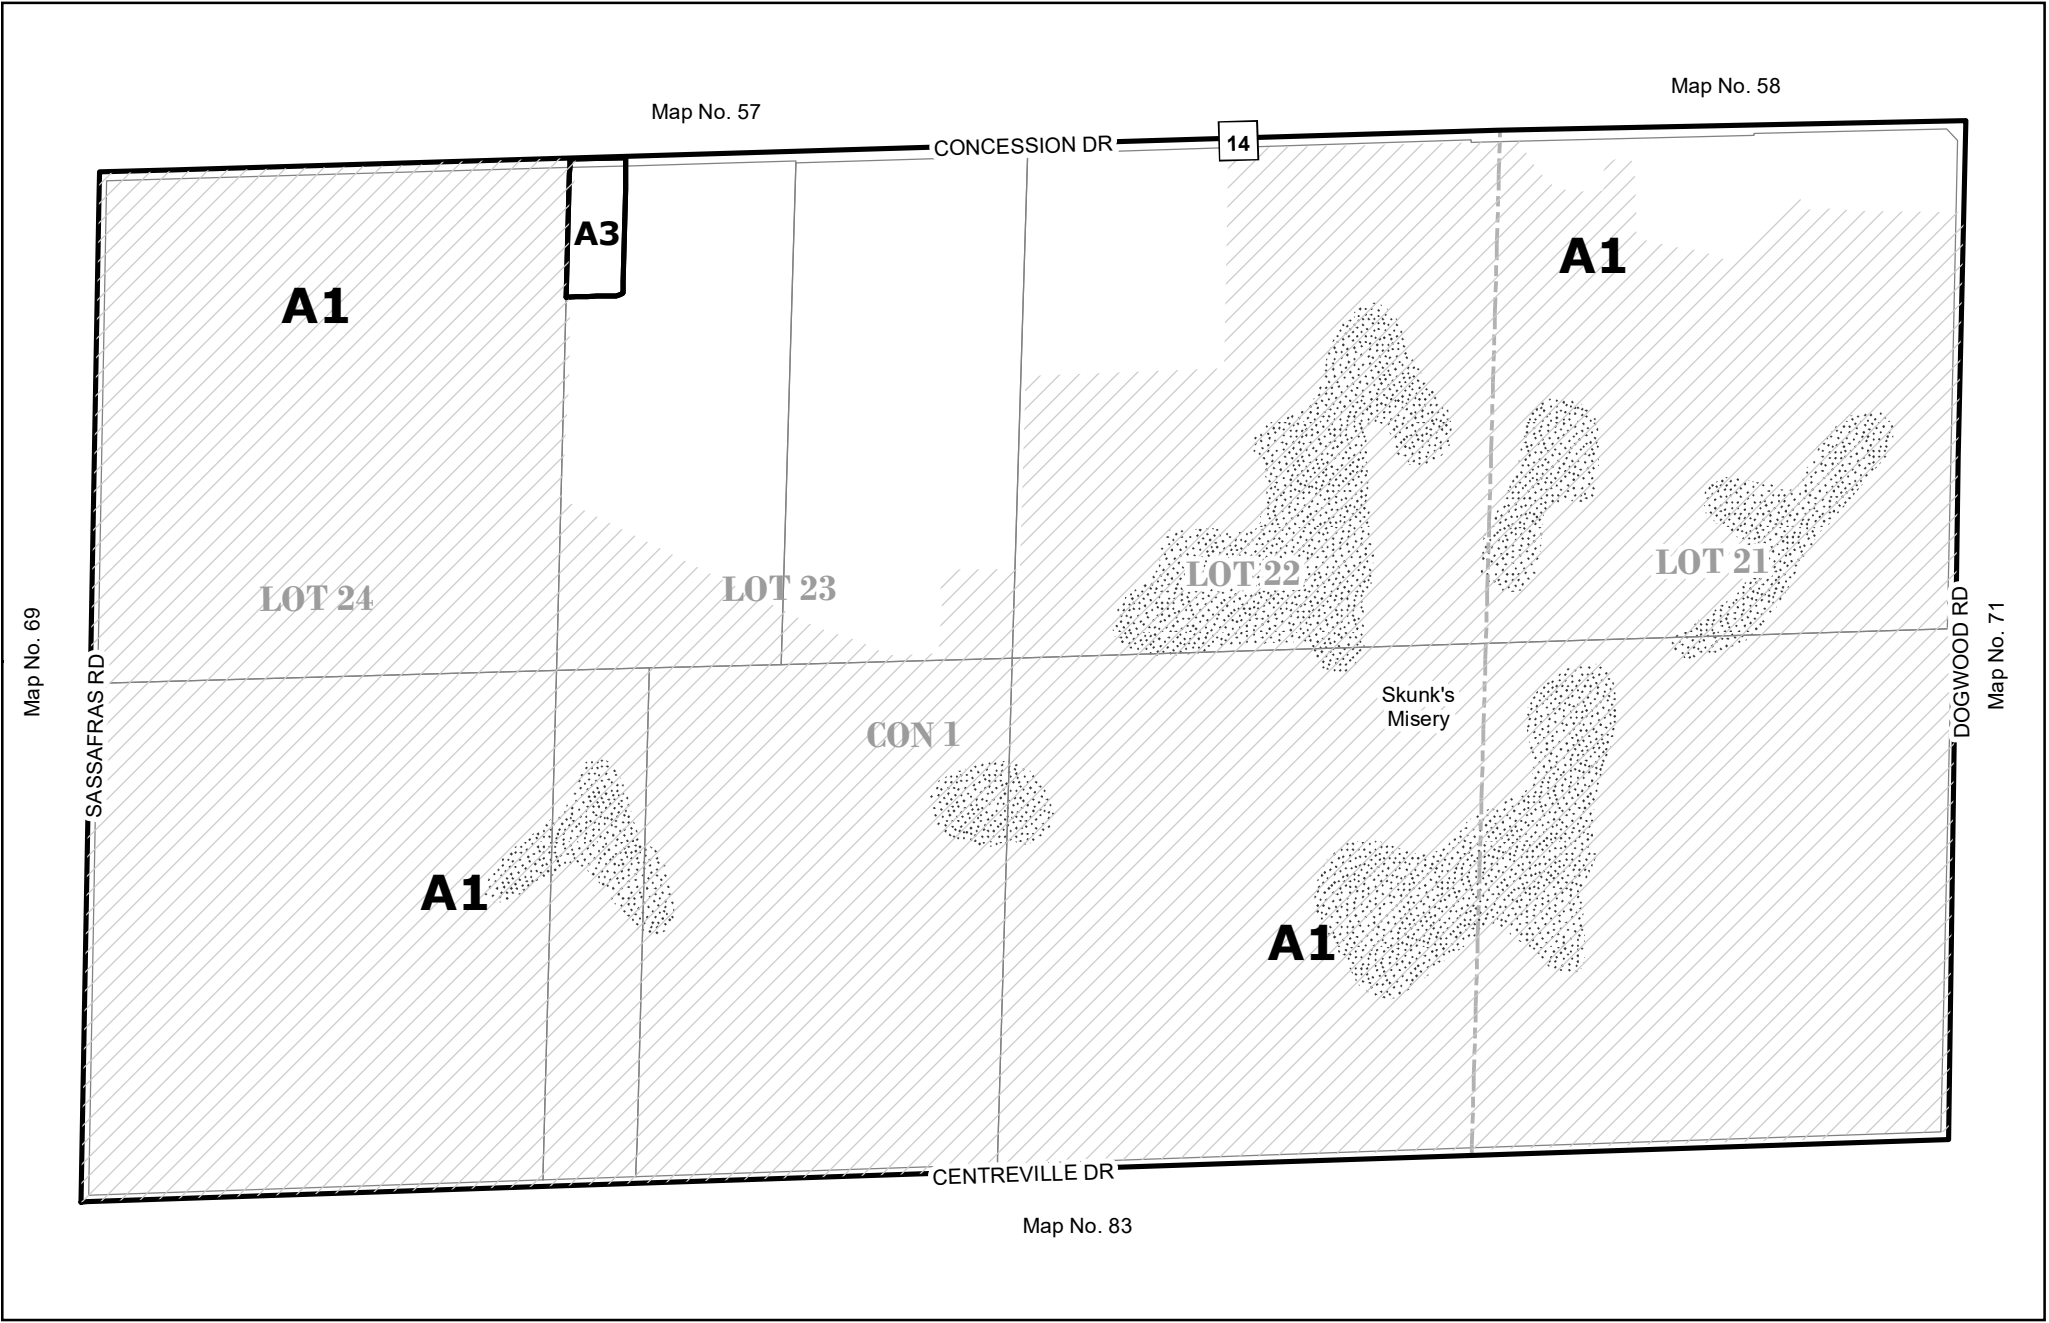 Map No. 58
Map No. 57
CONCESSION DR
14
A3
A1
A1
LOT 24
LOT 23
LOT 22
LOT 21
Map No. 69
SASSAFRAS RD
DOGWOOD RD
Map No. 71
Skunk's
Misery
CON 1
A1
A1
CENTREVILLE DR
Map No. 83